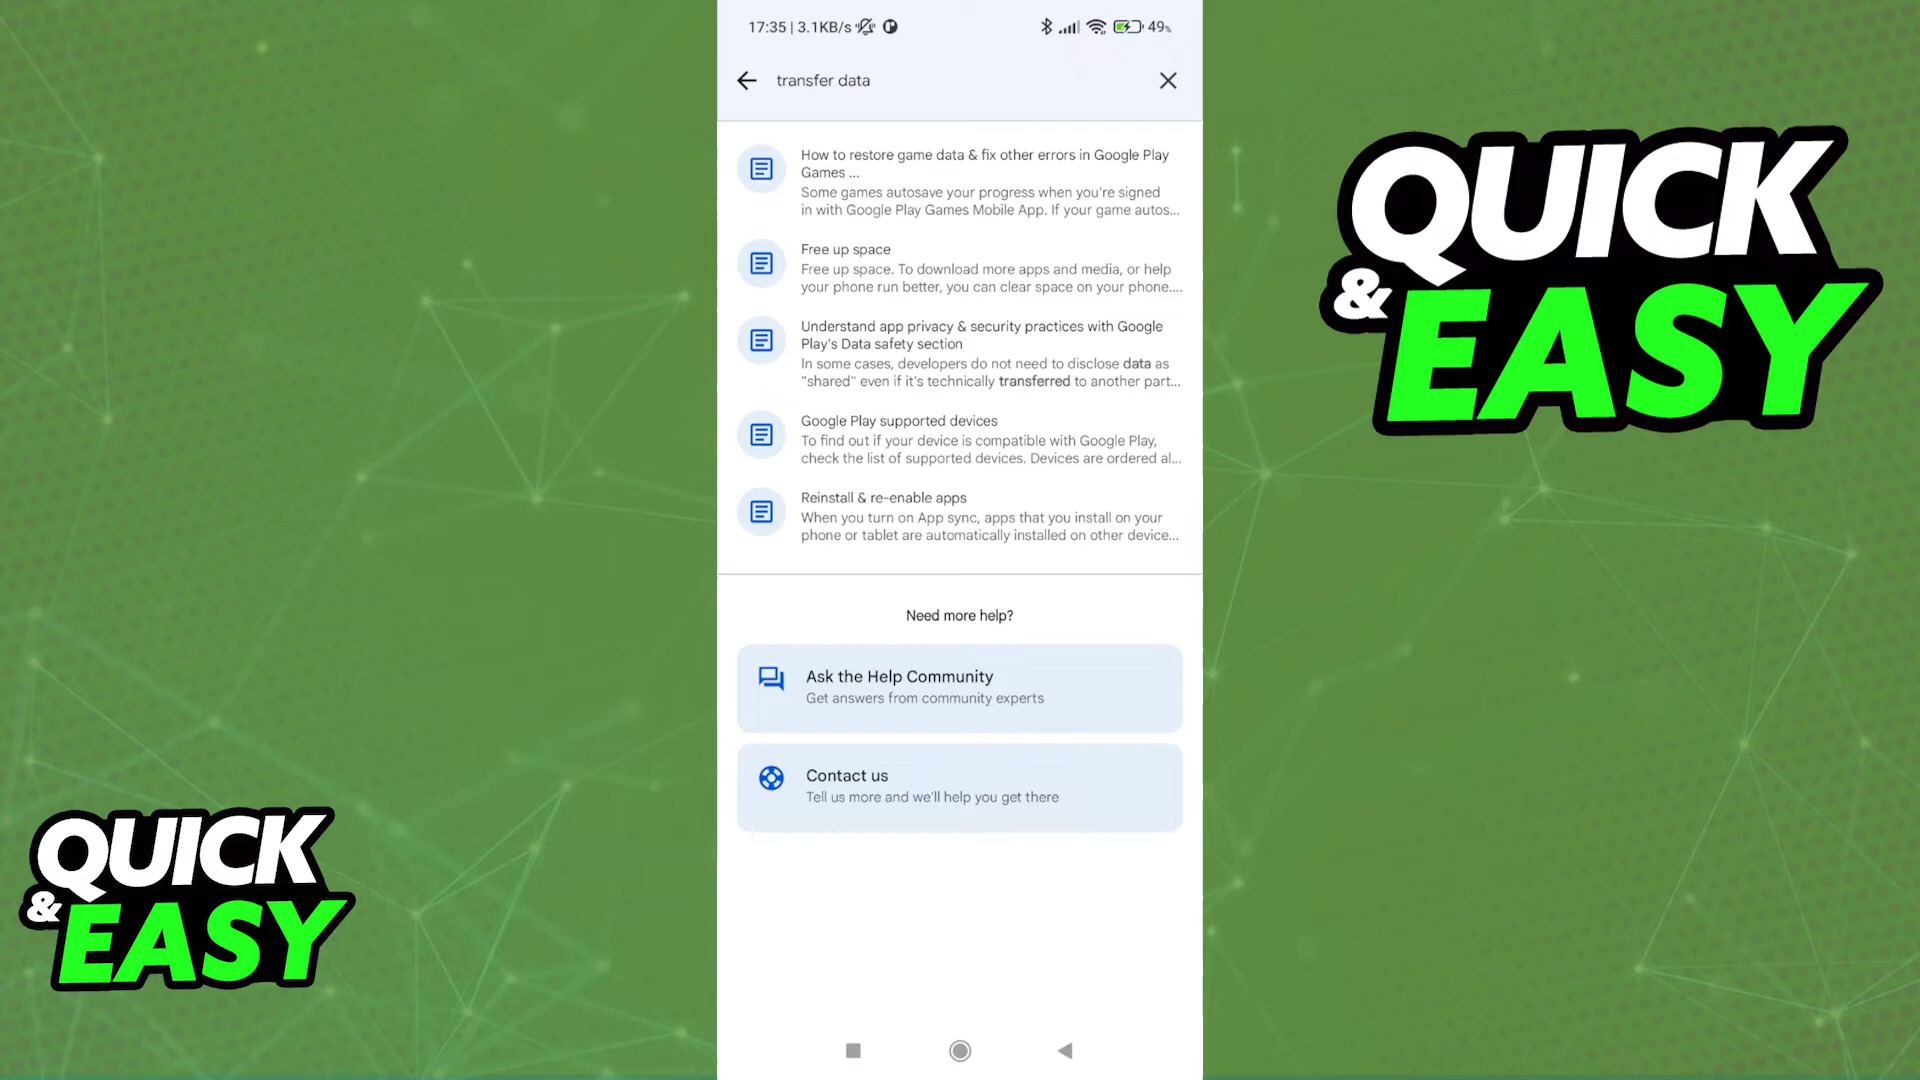 17:35 | 3.1KB/s
49%
transfer data
How to restore game data & fix other errors in Google Play
Games ...
Some games autosave your progress when you're signed
in with Google Play Games Mobile App. If your game autos...
Free up space
Free up space. To download more apps and media, or help
your phone run better, you can clear space on your phone....
Understand app privacy & security practices with Google
Play's Data safety section
In some cases, developers do not need to disclose data as
"shared" even if it's technically transferred to another part...
Google Play supported devices
To find out if your device is compatible with Google Play,
check the list of supported devices. Devices are ordered al...
Reinstall & re-enable apps
When you turn on App sync, apps that you install on your
phone or tablet are automatically installed on other device...
Need more help?
Ask the Help Community
Get answers from community experts
Contact us
Tell us more and we'll help you get there
QUICK
& EASY
QUICK
& EASY